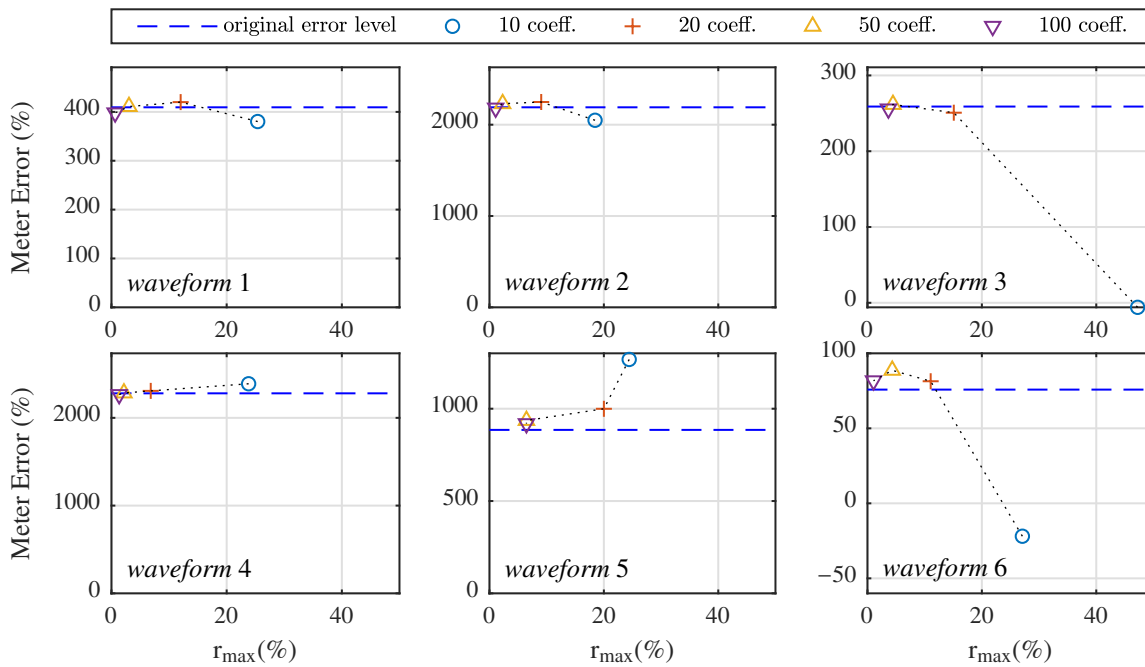 original error level 10 coeff. 20 coeff. 50 coeff. 100 coeff.
Meter Error (%)
400
300
200
100
0
waveform 1
0 20 40
2000
1000
0
waveform 2
0 20 40
300
200
100
0
waveform 3
0 20 40
Meter Error (%)
2000
1000
0
waveform 4
0 20 40
r_max(%)
1000
500
0
waveform 5
0 20 40
r_max(%)
100
50
0
−50
waveform 6
0 20 40
r_max(%)